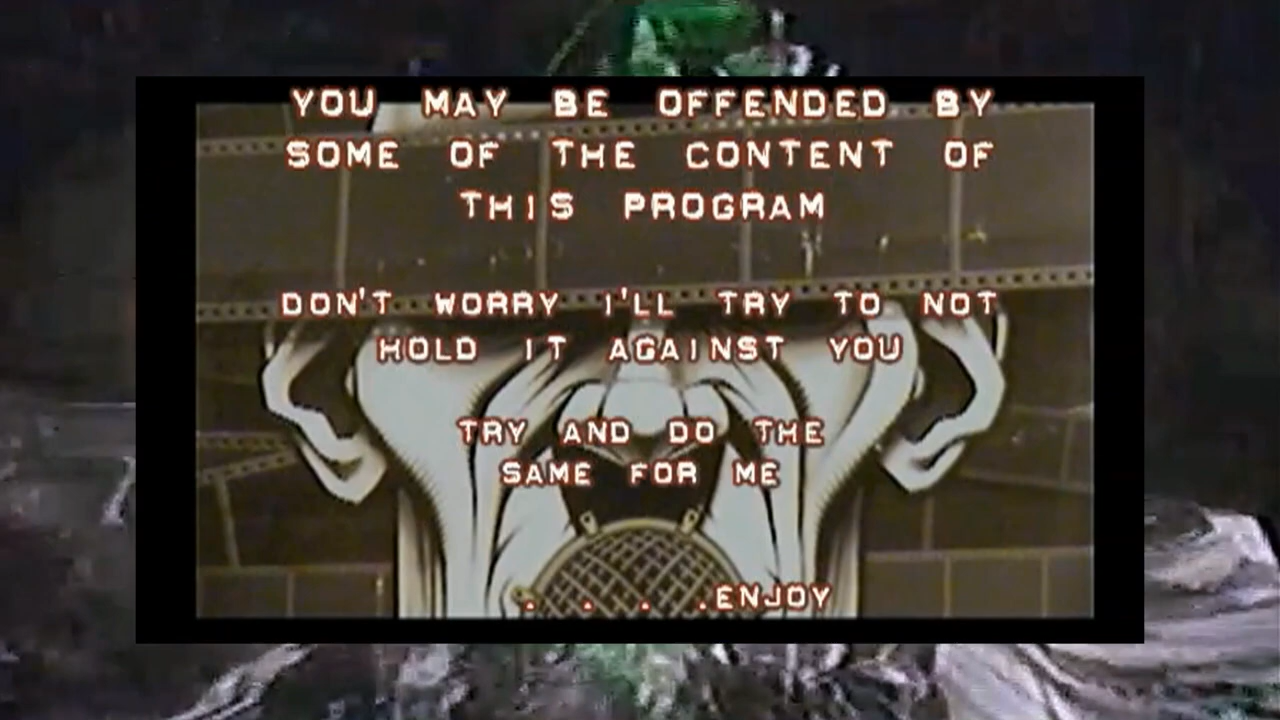 YOU MAY BE OFFENDED BY
SOME OF THE CONTENT OF
THIS PROGRAM
DON'T WORRY I'LL TRY TO NOT
HOLD IT AGAINST YOU
TRY AND DO THE
SAME FOR ME
. . . .ENJOY